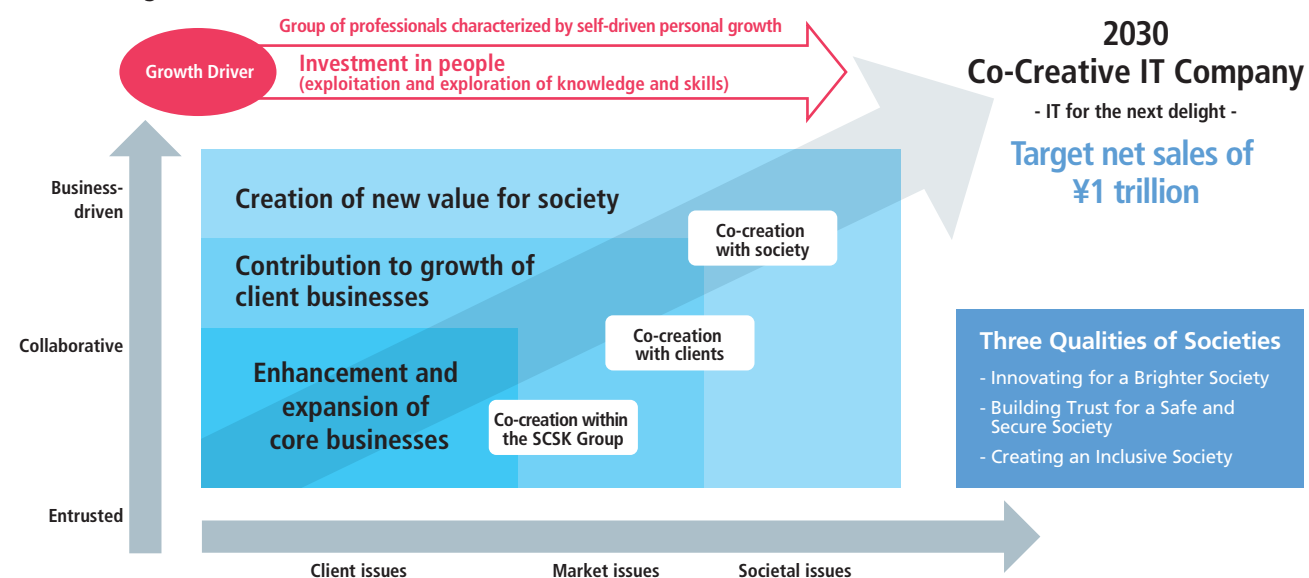 Group of professionals characterized by self-driven personal growth
Growth Driver
Investment in people
(exploitation and exploration of knowledge and skills)
2030
Co-Creative IT Company
- IT for the next delight -
Target net sales of
¥1 trillion
Business-
driven
Collaborative
Entrusted
Creation of new value for society
Co-creation
with society
Contribution to growth of
client businesses
Co-creation
with clients
Enhancement and
expansion of
core businesses
Co-creation within
the SCSK Group
Three Qualities of Societies
- Innovating for a Brighter Society
- Building Trust for a Safe and
Secure Society
- Creating an Inclusive Society
Client issues
Market issues
Societal issues